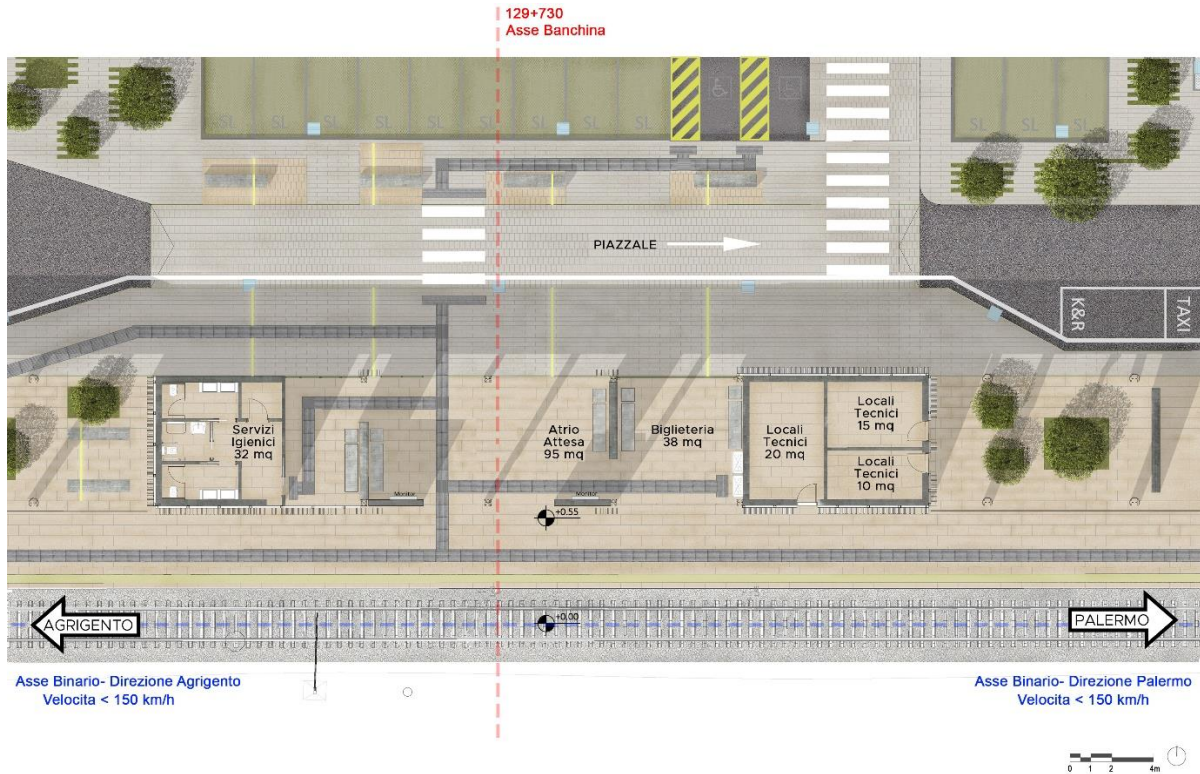 129+730
Asse Banchina
SL SL SL SL SL SL SL SL SL
PIAZZALE
K&R
TAXI
Servizi
Igienici
32 mq
Atrio
Attesa
95 mq
Biglieteria
38 mq
Locali
Tecnici
20 mq
Locali
Tecnici
15 mq
Locali
Tecnici
10 mq
Monitor
Monitor
+0.55
+0.00
AGRIGENTO
PALERMO
Asse Binario- Direzione Agrigento
Velocita < 150 km/h
Asse Binario- Direzione Palermo
Velocita < 150 km/h
0 1 2 4m